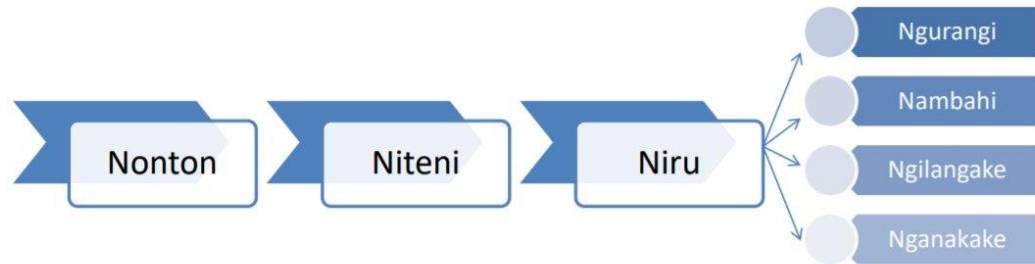 Nonton
Niteni
Niru
Ngurangi
Nambahi
Ngilangake
Nganakake